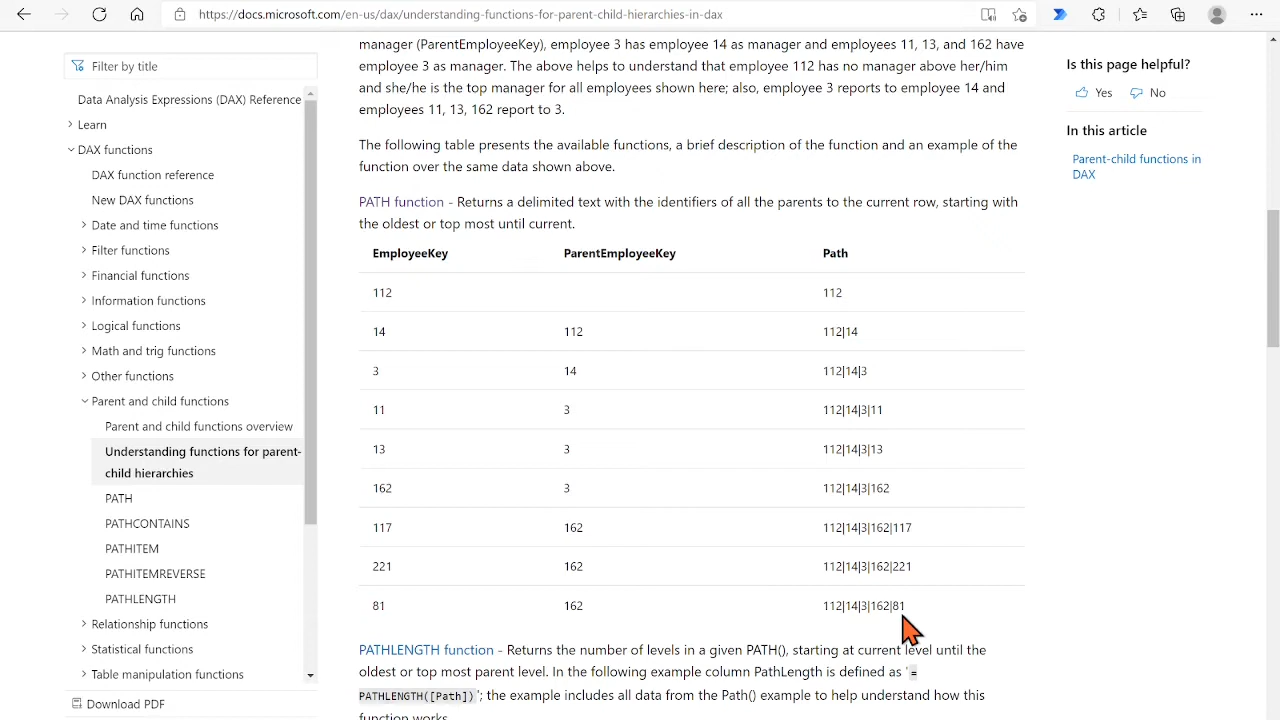 https://docs.microsoft.com/en-us/dax/understanding-functions-for-parent-child-hierarchies-in-dax
Filter by title
Data Analysis Expressions (DAX) Reference
Learn
DAX functions
DAX function reference
New DAX functions
Date and time functions
Filter functions
Financial functions
Information functions
Logical functions
Math and trig functions
Other functions
Parent and child functions
Parent and child functions overview
Understanding functions for parent-
child hierarchies
PATH
PATHCONTAINS
PATHITEM
PATHITEMREVERSE
PATHLENGTH
Relationship functions
Statistical functions
Table manipulation functions
Download PDF
manager (ParentEmployeeKey), employee 3 has employee 14 as manager and employees 11, 13, and 162 have
employee 3 as manager. The above helps to understand that employee 112 has no manager above her/him
and she/he is the top manager for all employees shown here; also, employee 3 reports to employee 14 and
employees 11, 13, 162 report to 3.
The following table presents the available functions, a brief description of the function and an example of the
function over the same data shown above.
PATH function - Returns a delimited text with the identifiers of all the parents to the current row, starting with
the oldest or top most until current.
EmployeeKey ParentEmployeeKey Path
112 112
14 112 112|14
3 14 112|14|3
11 3 112|14|3|11
13 3 112|14|3|13
162 3 112|14|3|162
117 162 112|14|3|162|117
221 162 112|14|3|162|221
81 162 112|14|3|162|81
PATHLENGTH function - Returns the number of levels in a given PATH(), starting at current level until the
oldest or top most parent level. In the following example column PathLength is defined as '=
PATHLENGTH([Path])'; the example includes all data from the Path() example to help understand how this
function works.
Is this page helpful?
Yes No
In this article
Parent-child functions in
DAX